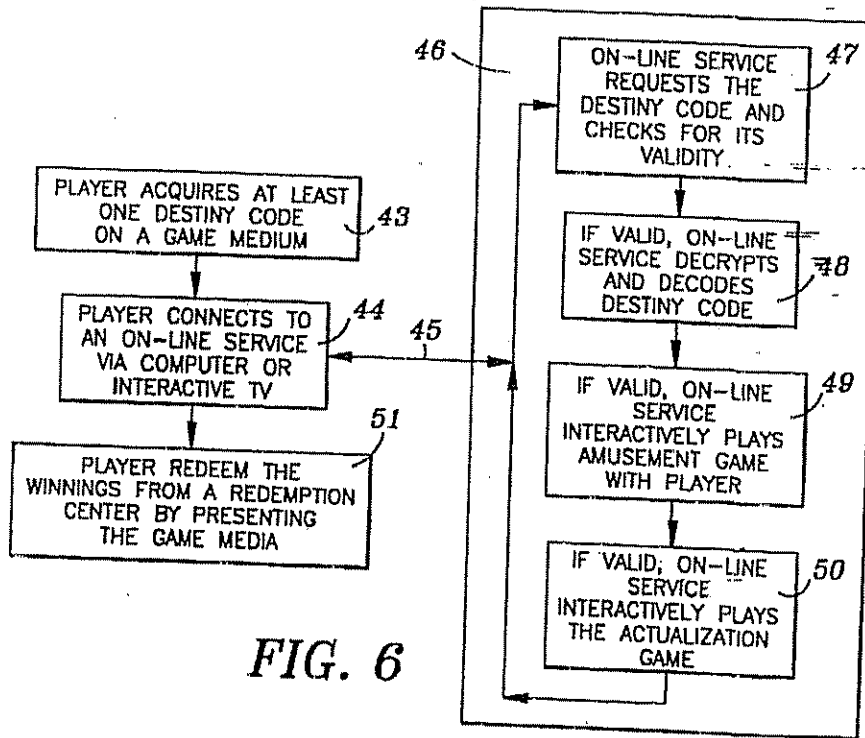 PLAYER ACQUIRES AT LEAST
ONE DESTINY CODE
ON A GAME MEDIUM
43
PLAYER CONNECTS TO
AN ON-LINE SERVICE
VIA COMPUTER OR
INTERACTIVE TV
44
45
51
PLAYER REDEEM THE
WINNINGS FROM A REDEMPTION
CENTER BY PRESENTING
THE GAME MEDIA
46
ON-LINE SERVICE
REQUESTS THE
DESTINY CODE AND
CHECKS FOR ITS
VALIDITY
47
IF VALID, ON-LINE
SERVICE DECRYPTS
AND DECODES
DESTINY CODE
48
IF VALID, ON-LINE
SERVICE
INTERACTIVELY PLAYS
AMUSEMENT GAME
WITH PLAYER
49
IF VALID, ON-LINE
SERVICE
INTERACTIVELY PLAYS
THE ACTUALIZATION
GAME
50
FIG. 6